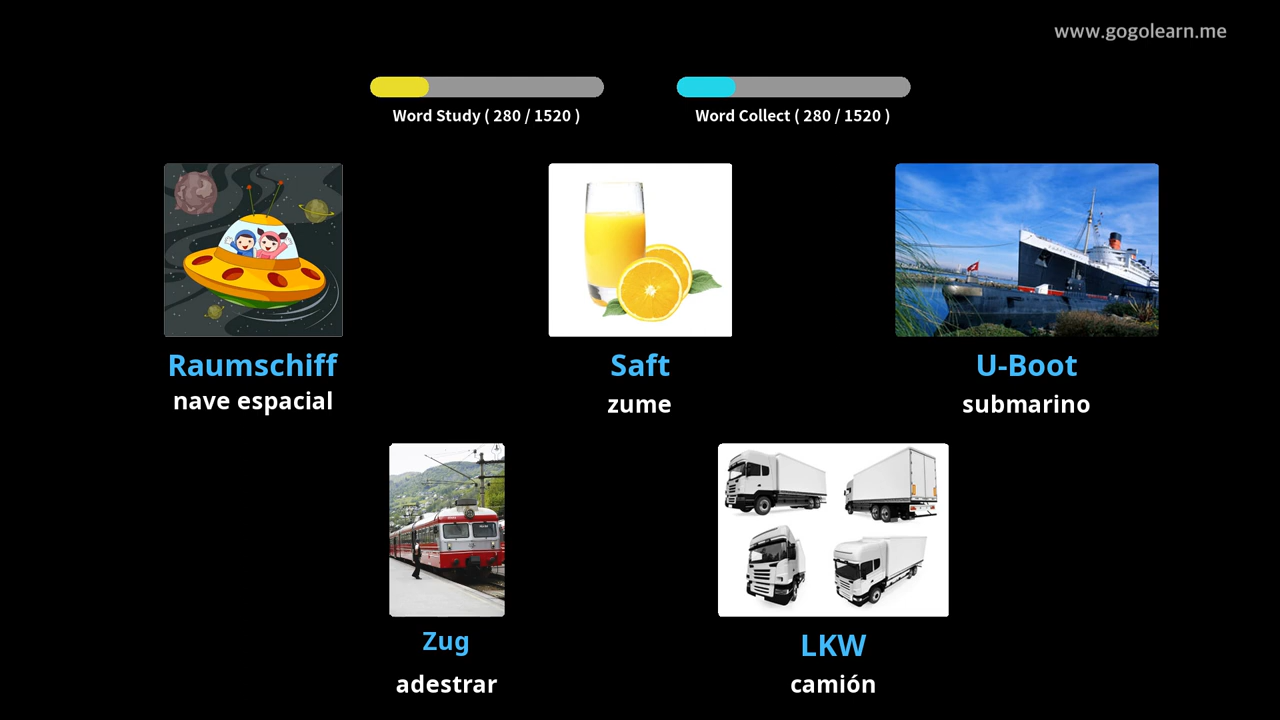 www.gogolearn.me
Word Study ( 280 / 1520 )
Word Collect ( 280 / 1520 )
Raumschiff
nave espacial
Saft
zume
U-Boot
submarino
Zug
adestrar
LKW
camión